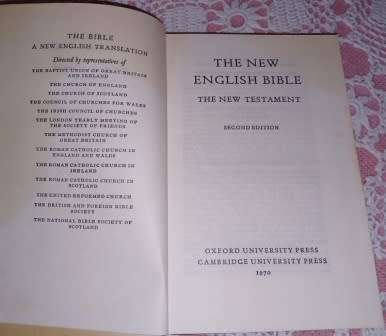 THE BIBLE
A NEW ENGLISH TRANSLATION
Directed by representatives of
THE BAPTIST UNION OF GREAT BRITAIN
AND IRELAND
THE CHURCH OF ENGLAND
THE CHURCH OF SCOTLAND
THE COUNCIL OF CHURCHES FOR WALES
THE IRISH COUNCIL OF CHURCHES
THE LONDON YEARLY MEETING OF
THE SOCIETY OF FRIENDS
THE METHODIST CHURCH OF
GREAT BRITAIN
THE ROMAN CATHOLIC CHURCH IN
ENGLAND AND WALES
THE ROMAN CATHOLIC CHURCH IN
IRELAND
THE ROMAN CATHOLIC CHURCH IN
SCOTLAND
THE UNITED REFORMED CHURCH
THE BRITISH AND FOREIGN BIBLE
SOCIETY
THE NATIONAL BIBLE SOCIETY OF
SCOTLAND
THE NEW
ENGLISH BIBLE
THE NEW TESTAMENT
SECOND EDITION
OXFORD UNIVERSITY PRESS
CAMBRIDGE UNIVERSITY PRESS
1970